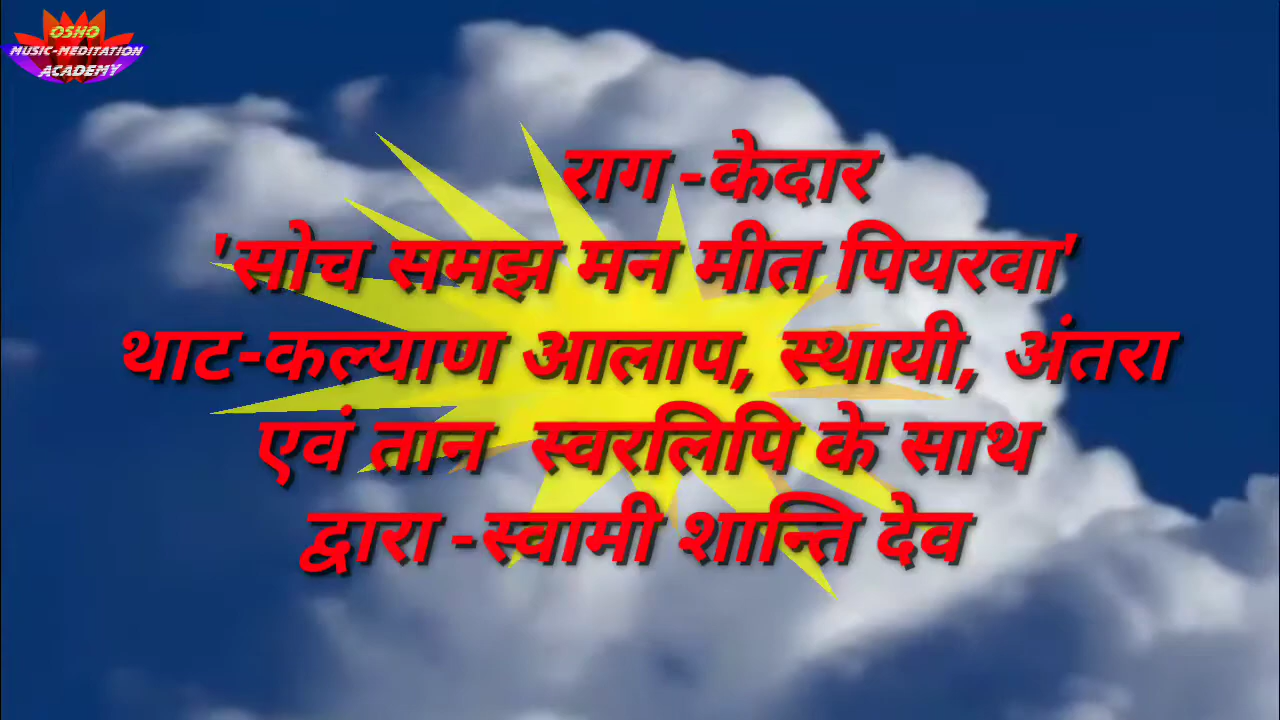 OSHO
MUSIC-MEDITATION
ACADEMY
राग -केदार
'सोच समझ मन मीत पियरवा'
थाट-कल्याण आलाप, स्थायी, अंतरा
एवं तान स्वरलिपि के साथ
द्वारा -स्वामी शान्ति देव